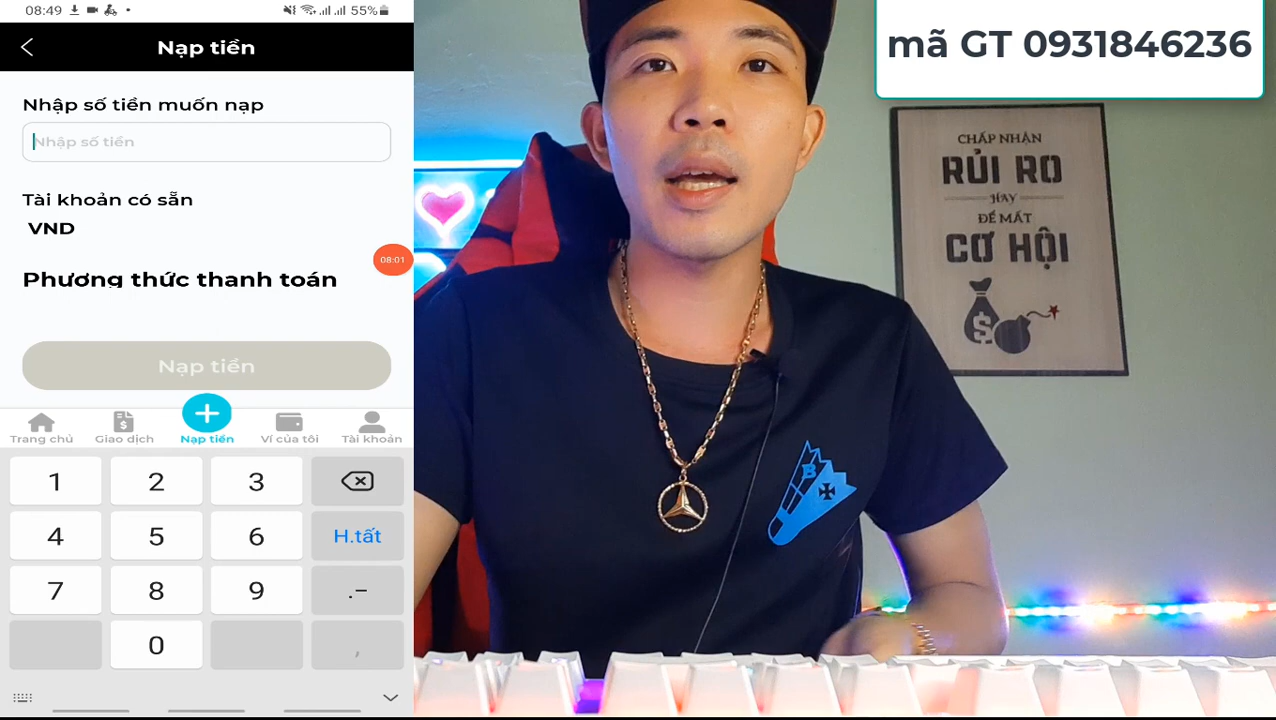 08:49
55%
Nạp tiền
Nhập số tiền muốn nạp
Nhập số tiền
Tài khoản có sẵn
VND
08:01
Phương thức thanh toán
Nạp tiền
Trang chủ
Giao dịch
Nạp tiền
Ví của tôi
Tài khoản
1 2 3
4 5 6 H.tất
7 8 9 .-
0 ,
mã GT 0931846236
CHẤP NHẬN
RỦI RO
HAY
ĐỂ MẤT
CƠ HỘI
$
B